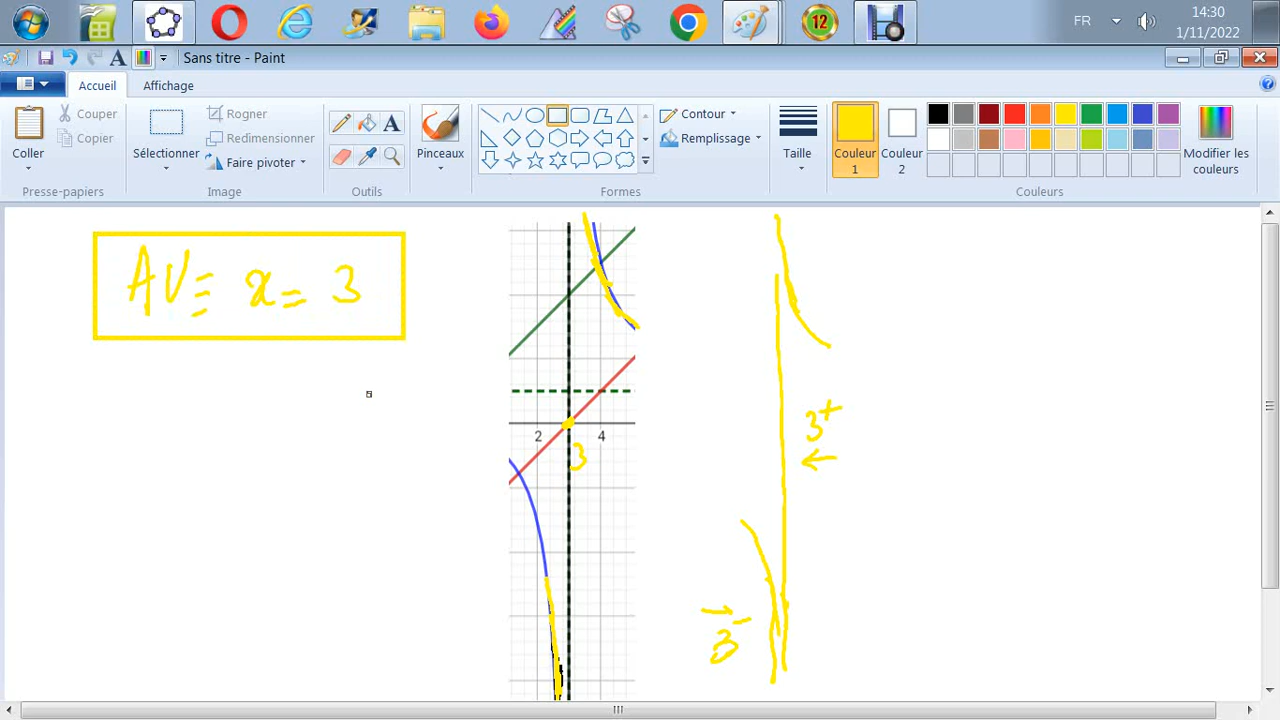 12
FR
14:30
1/11/2022
Sans titre - Paint
Accueil
Affichage
Coller
Couper
Copier
Presse-papiers
Sélectionner
Rogner
Redimensionner
Faire pivoter
Image
Outils
A
Pinceaux
Formes
Contour
Remplissage
Taille
Couleur 1
Couleur 2
Modifier les couleurs
Couleurs
AV ≡ x = 3
2
4
3
3+
3-